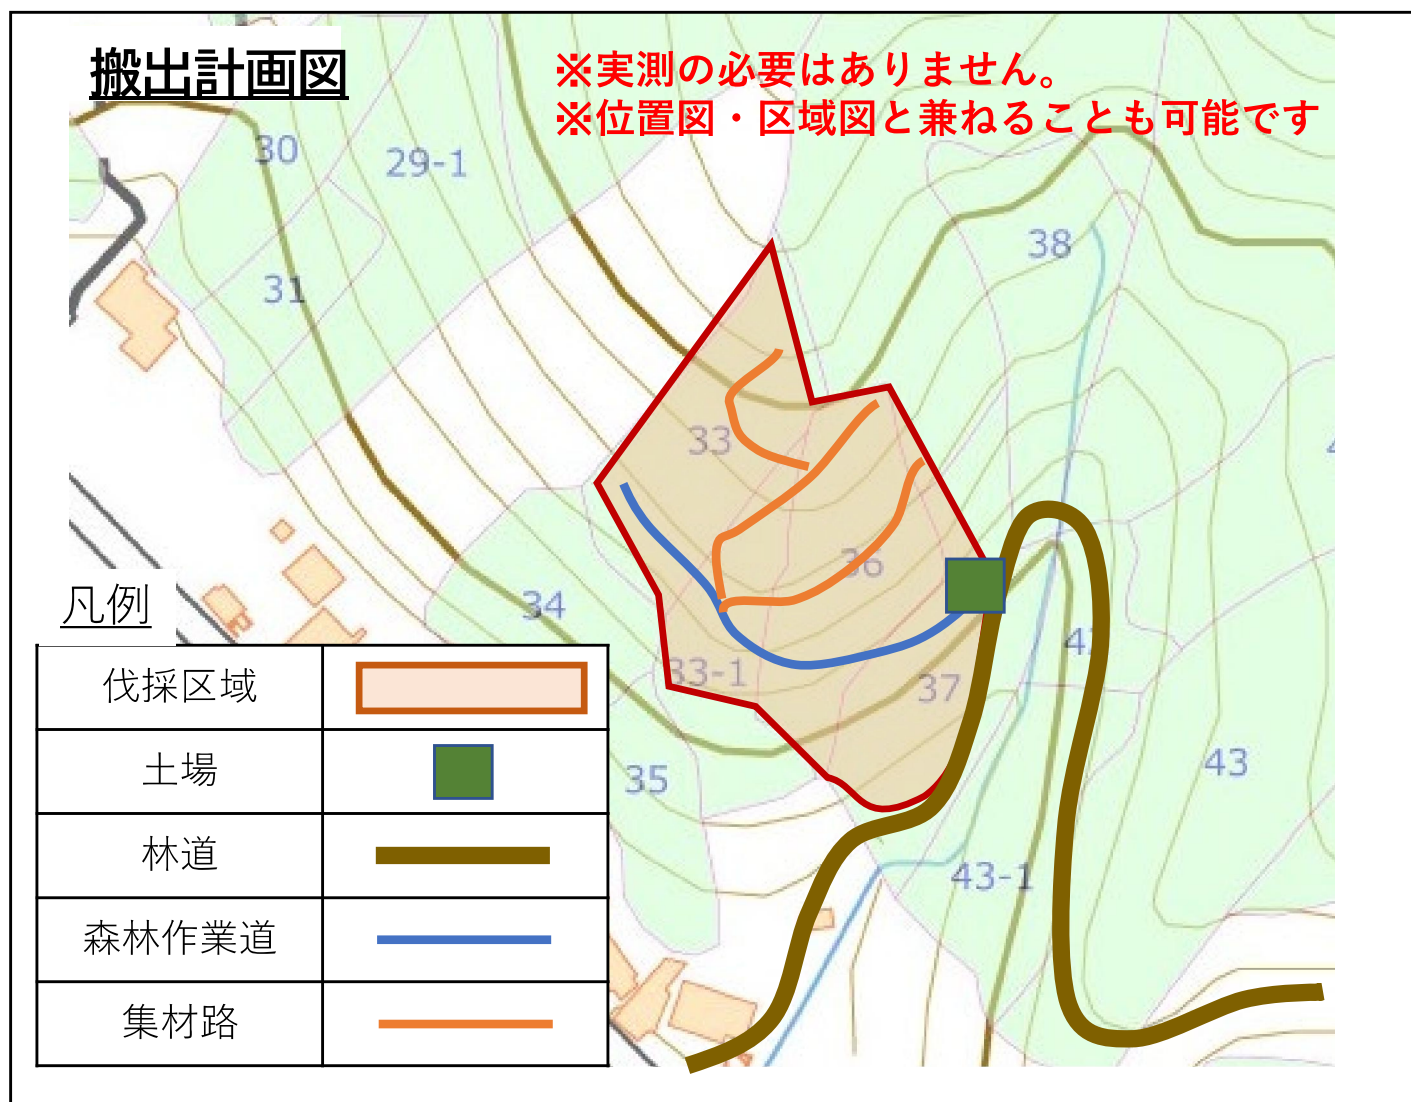 搬出計画図
※実測の必要はありません。
※位置図・区域図と兼ねることも可能です
30
29-1
38
31
33
36
34
33-1
37
35
43
43-1
凡例
伐採区域
土場
林道
森林作業道
集材路